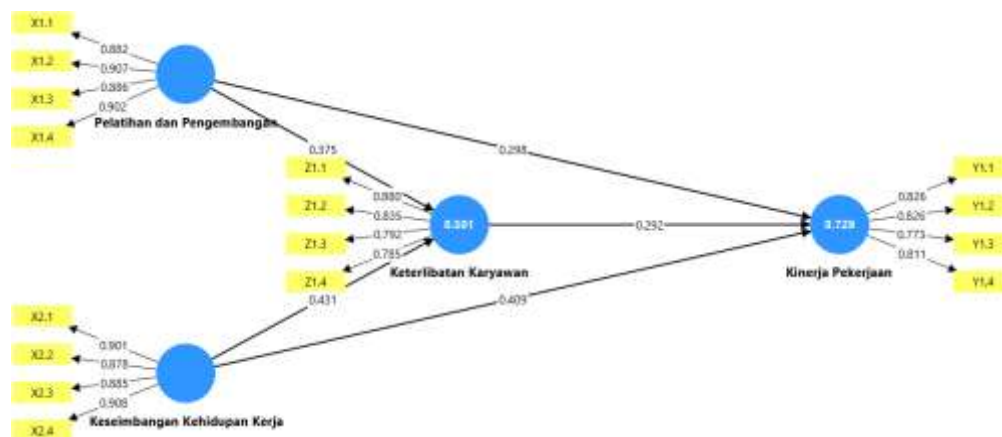 X1.1
0.882
X1.2
0.907
X1.3
0.886
0.902
X1.4
Pelatihan dan Pengembangan
0.375
0.298
Z1.1
0.880
Z1.2
0.835
Z1.3
0.792
Z1.4
0.785
Keterlibatan Karyawan
0.292
0.431
0.409
Y1.1
0.826
Y1.2
0.826
Y1.3
0.773
Y1.4
0.811
0.729
Kinerja Pekerjaan
X2.1
0.901
X2.2
0.878
X2.3
0.885
0.908
X2.4
Keseimbangan Kehidupan Kerja